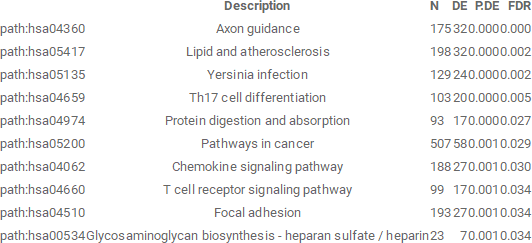 Description N DE P.DE FDR
path:hsa04360 Axon guidance 175 32 0.000 0.000
path:hsa05417 Lipid and atherosclerosis 198 32 0.000 0.002
path:hsa05135 Yersinia infection 129 24 0.000 0.002
path:hsa04659 Th17 cell differentiation 103 20 0.000 0.005
path:hsa04974 Protein digestion and absorption 93 17 0.000 0.027
path:hsa05200 Pathways in cancer 507 58 0.001 0.029
path:hsa04062 Chemokine signaling pathway 188 27 0.001 0.030
path:hsa04660 T cell receptor signaling pathway 99 17 0.001 0.034
path:hsa04510 Focal adhesion 193 27 0.001 0.034
path:hsa00534 Glycosaminoglycan biosynthesis - heparan sulfate / heparin 23 7 0.001 0.034